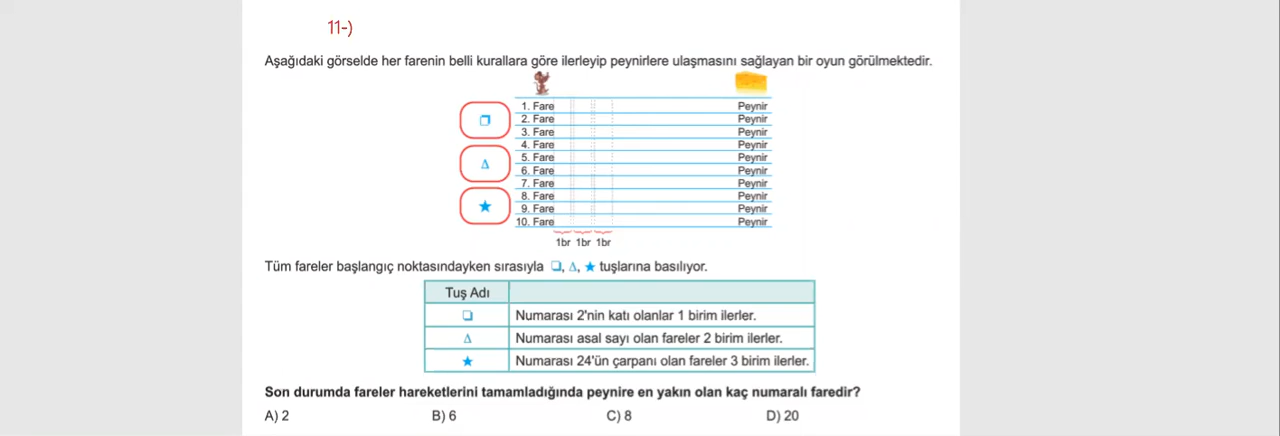 11-)
Aşağıdaki görselde her farenin belli kurallara göre ilerleyip peynirlere ulaşmasını sağlayan bir oyun görülmektedir.
1. Fare Peynir
2. Fare Peynir
3. Fare Peynir
4. Fare Peynir
5. Fare Peynir
6. Fare Peynir
7. Fare Peynir
8. Fare Peynir
9. Fare Peynir
10. Fare Peynir
1br 1br 1br
Tüm fareler başlangıç noktasındayken sırasıyla ❏, Δ, ★ tuşlarına basılıyor.
Tuş Adı
❏ Numarası 2'nin katı olanlar 1 birim ilerler.
Δ Numarası asal sayı olan fareler 2 birim ilerler.
★ Numarası 24'ün çarpanı olan fareler 3 birim ilerler.
Son durumda fareler hareketlerini tamamladığında peynire en yakın olan kaç numaralı faredir?
A) 2 B) 6 C) 8 D) 20